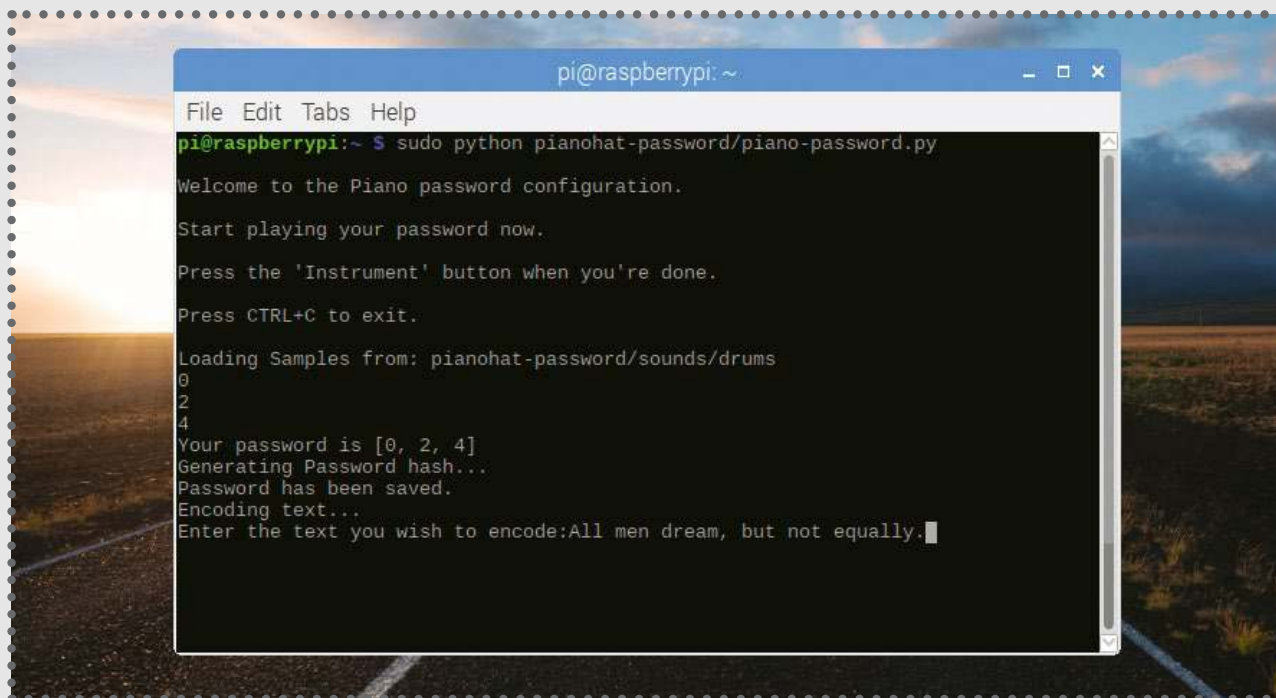 pi@raspberrypi: ~
File Edit Tabs Help
pi@raspberrypi:~ $ sudo python pianohat-password/piano-password.py
Welcome to the Piano password configuration.
Start playing your password now.
Press the 'Instrument' button when you're done.
Press CTRL+C to exit.
Loading Samples from: pianohat-password/sounds/drums
0
2
4
Your password is [0, 2, 4]
Generating Password hash...
Password has been saved.
Encoding text...
Enter the text you wish to encode:All men dream, but not equally.